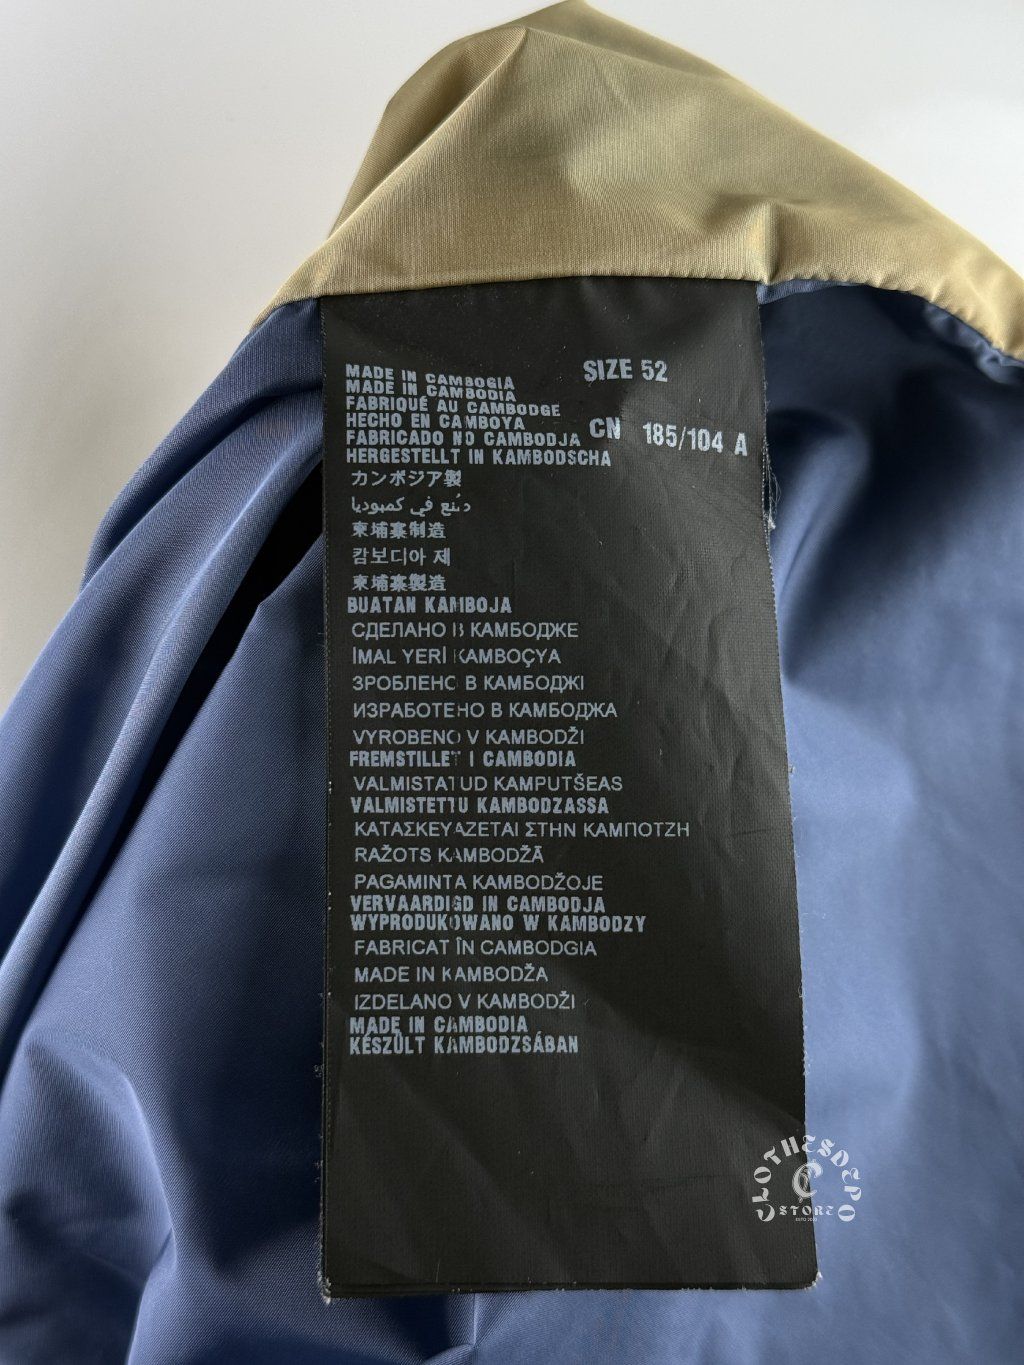 MADE IN CAMBOGIA
MADE IN CAMBODIA
FABRIQUÉ AU CAMBODGE
HECHO EN CAMBOYA
FABRICADO NO CAMBODJA
HERGESTELLT IN KAMBODSCHA
カンボジア製
صُنع في كمبوديا
柬埔寨制造
캄보디아 제
柬埔寨製造
BUATAN KAMBOJA
СДЕЛАНО В КАМБОДЖЕ
İMAL YERİ KAMBOÇYA
ЗРОБЛЕНО В КАМБОДЖІ
ИЗРАБОТЕНО В КАМБОДЖА
VYROBENO V KAMBODŽI
FREMSTILLET I CAMBODIA
VALMISTATUD KAMPUTŠEAS
VALMISTETTU KAMBODZASSA
ΚΑΤΑΣΚΕΥΑΖΕΤΑΙ ΣΤΗΝ ΚΑΜΠΟΤΖΗ
RAŽOTS KAMBODŽĀ
PAGAMINTA KAMBODŽOJE
VERVAARDIGD IN CAMBODJA
WYPRODUKOWANO W KAMBODZY
FABRICAT ÎN CAMBODGIA
MADE IN KAMBODŽA
IZDELANO V KAMBODŽI
MADE IN CAMBODIA
KÉSZÜLT KAMBODZSÁBAN
SIZE 52
CN 185/104 A
CLOTHESDEPO
STORE